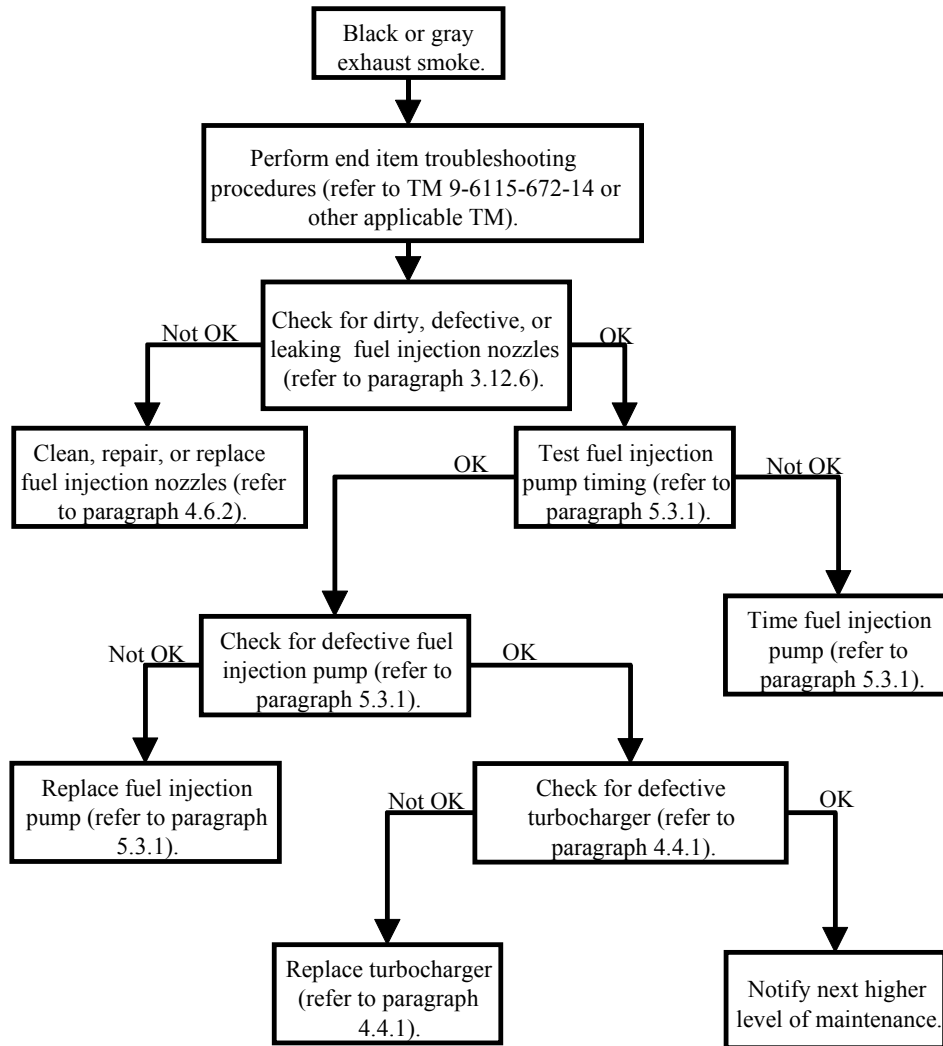 Black or gray
exhaust smoke.
Perform end item troubleshooting
procedures (refer to TM 9-6115-672-14 or
other applicable TM).
Not OK
Check for dirty, defective, or
leaking fuel injection nozzles
(refer to paragraph 3.12.6).
OK
Clean, repair, or replace
fuel injection nozzles (refer
to paragraph 4.6.2).
OK
Test fuel injection
pump timing (refer to
paragraph 5.3.1).
Not OK
Time fuel injection
pump (refer to
paragraph 5.3.1).
Not OK
Check for defective fuel
injection pump (refer to
paragraph 5.3.1).
OK
Replace fuel injection
pump (refer to paragraph
5.3.1).
Not OK
Check for defective
turbocharger (refer to
paragraph 4.4.1).
OK
Replace turbocharger
(refer to paragraph
4.4.1).
Notify next higher
level of maintenance.